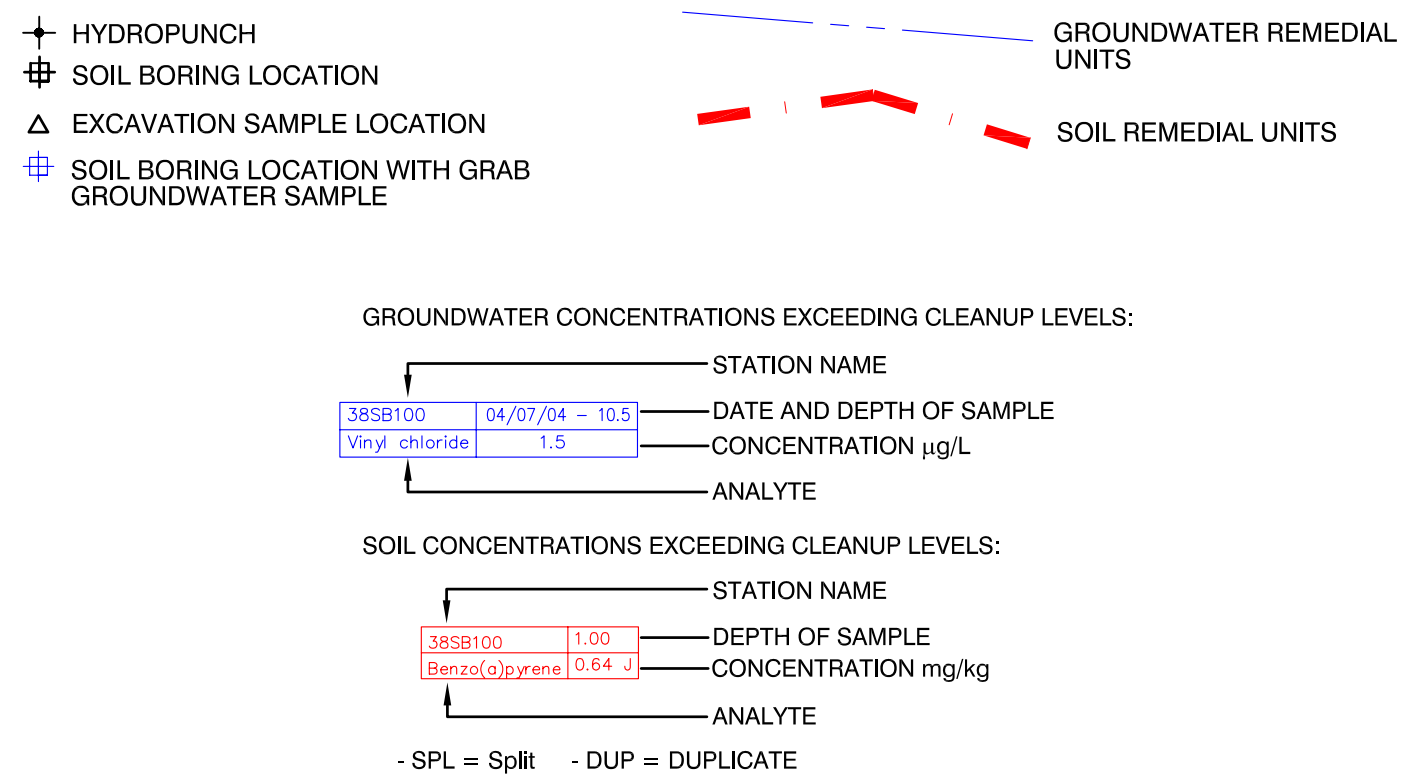 HYDROPUNCH
SOIL BORING LOCATION
EXCAVATION SAMPLE LOCATION
SOIL BORING LOCATION WITH GRAB
GROUNDWATER SAMPLE
GROUNDWATER REMEDIAL
UNITS
SOIL REMEDIAL UNITS
GROUNDWATER CONCENTRATIONS EXCEEDING CLEANUP LEVELS:
STATION NAME
38SB100 04/07/04 - 10.5 DATE AND DEPTH OF SAMPLE
Vinyl chloride 1.5 CONCENTRATION µg/L
ANALYTE
SOIL CONCENTRATIONS EXCEEDING CLEANUP LEVELS:
STATION NAME
38SB100 1.00 DEPTH OF SAMPLE
Benzo(a)pyrene 0.64 J CONCENTRATION mg/kg
ANALYTE
- SPL = Split - DUP = DUPLICATE